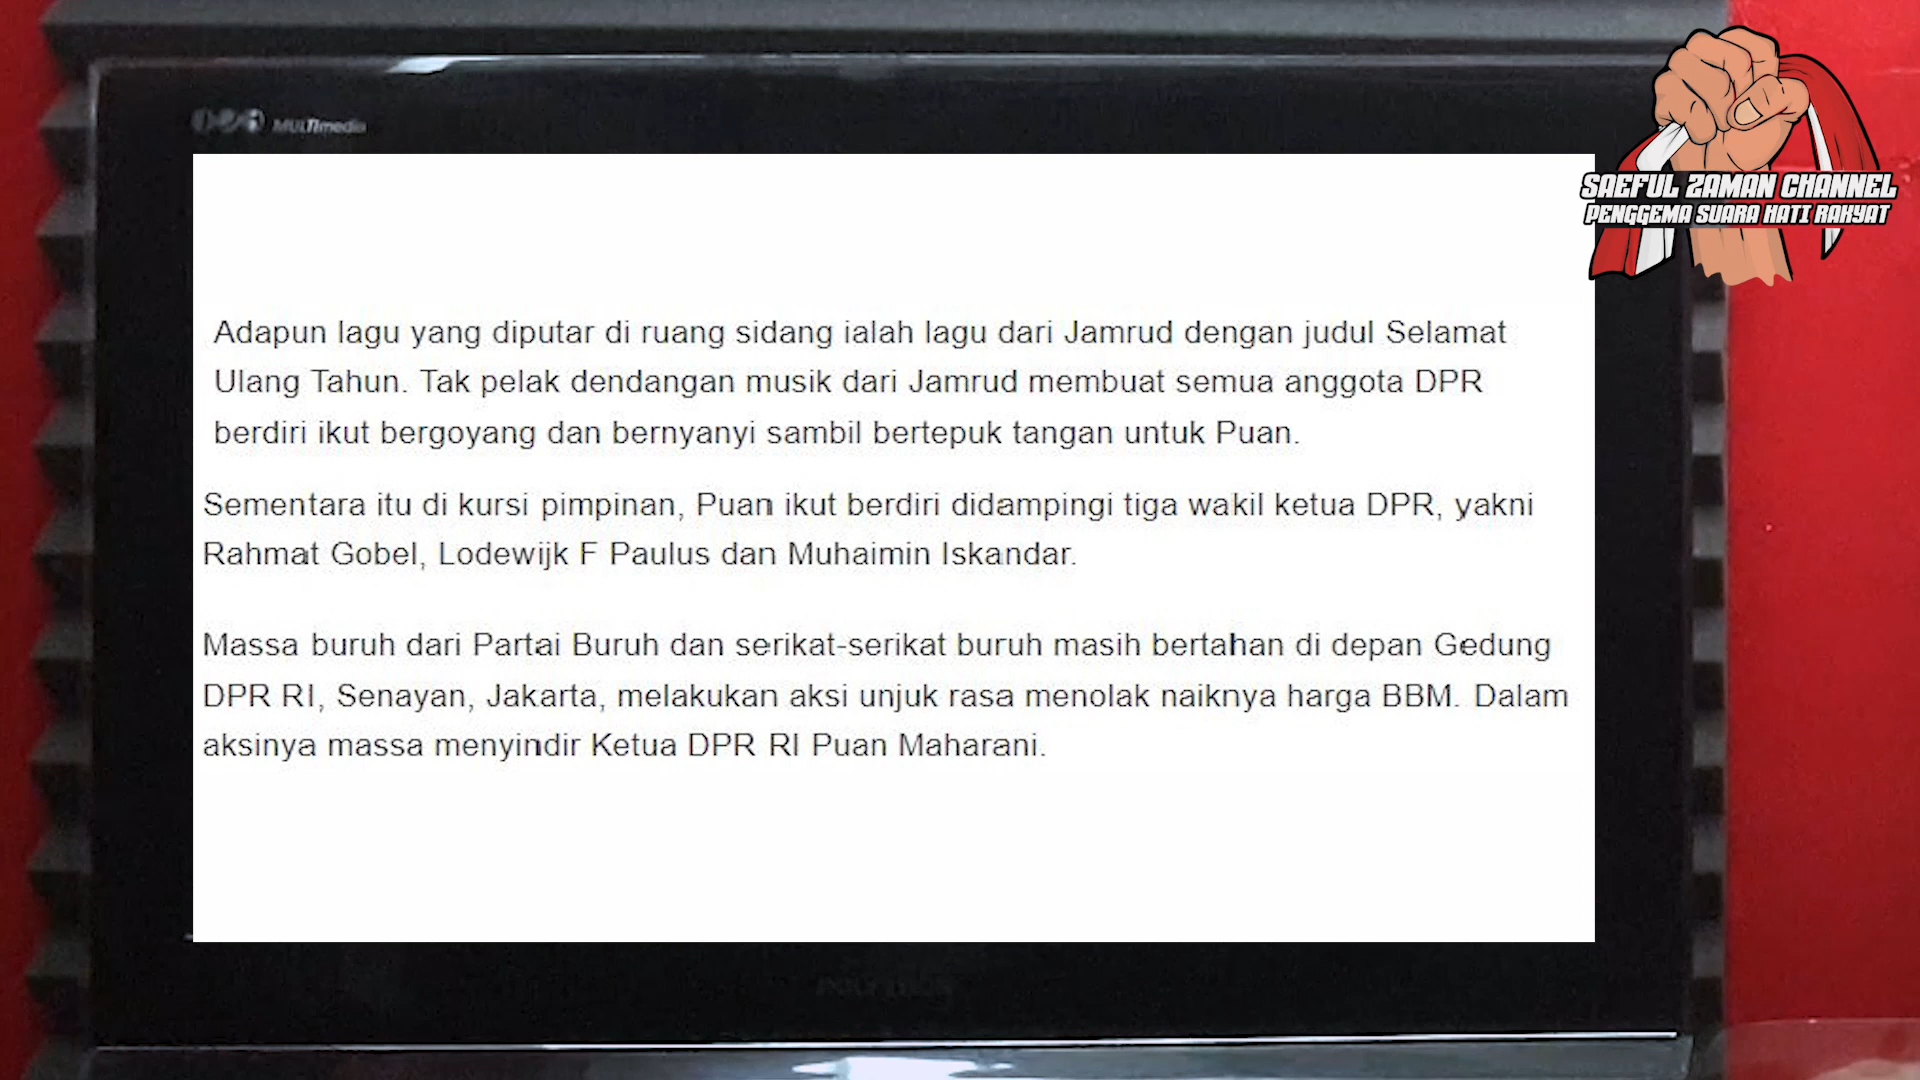 MULTimedia
SAEFUL ZAMAN CHANNEL
PENGGEMA SUARA HATI RAKYAT
Adapun lagu yang diputar di ruang sidang ialah lagu dari Jamrud dengan judul Selamat
Ulang Tahun. Tak pelak dendangan musik dari Jamrud membuat semua anggota DPR
berdiri ikut bergoyang dan bernyanyi sambil bertepuk tangan untuk Puan.
Sementara itu di kursi pimpinan, Puan ikut berdiri didampingi tiga wakil ketua DPR, yakni
Rahmat Gobel, Lodewijk F Paulus dan Muhaimin Iskandar.
Massa buruh dari Partai Buruh dan serikat-serikat buruh masih bertahan di depan Gedung
DPR RI, Senayan, Jakarta, melakukan aksi unjuk rasa menolak naiknya harga BBM. Dalam
aksinya massa menyindir Ketua DPR RI Puan Maharani.